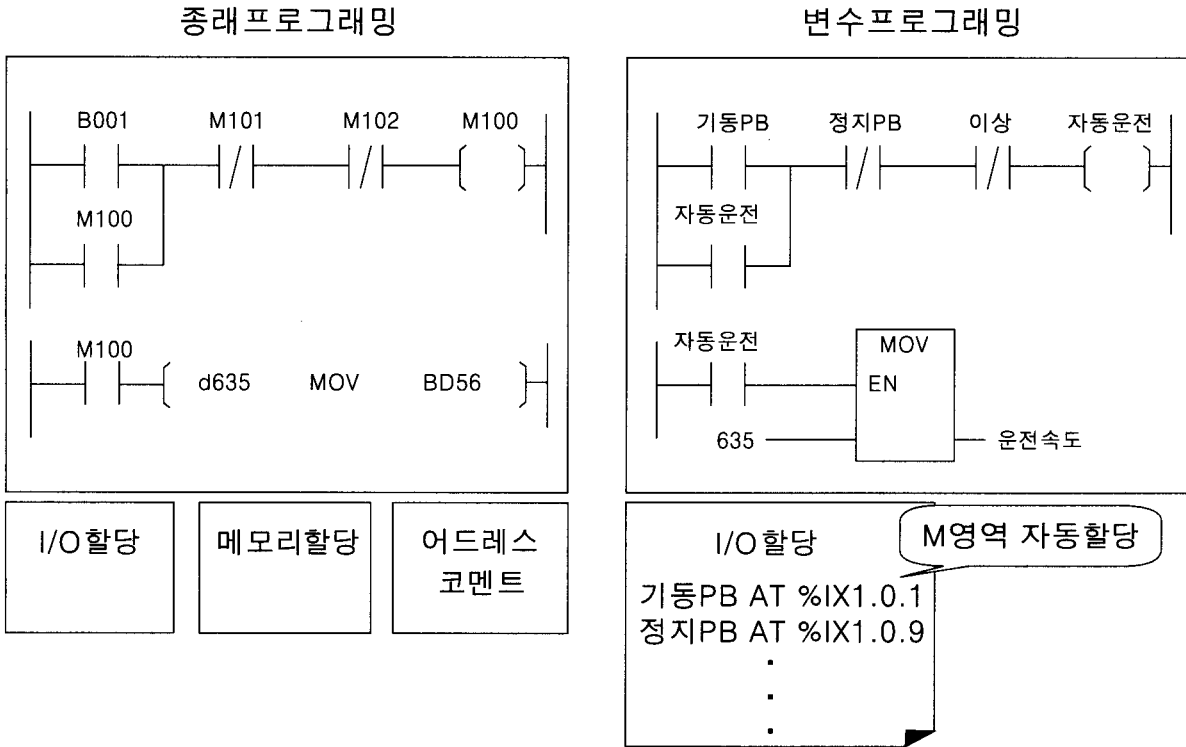 종래프로그래밍
B001 M101 M102 M100
M100
M100
d635 MOV BD56
I/O할당
메모리할당
어드레스
코멘트
변수프로그래밍
기동PB 정지PB 이상 자동운전
자동운전
자동운전
MOV
EN
635
운전속도
I/O할당
M영역 자동할당
기동PB AT %IX1.0.1
정지PB AT %IX1.0.9